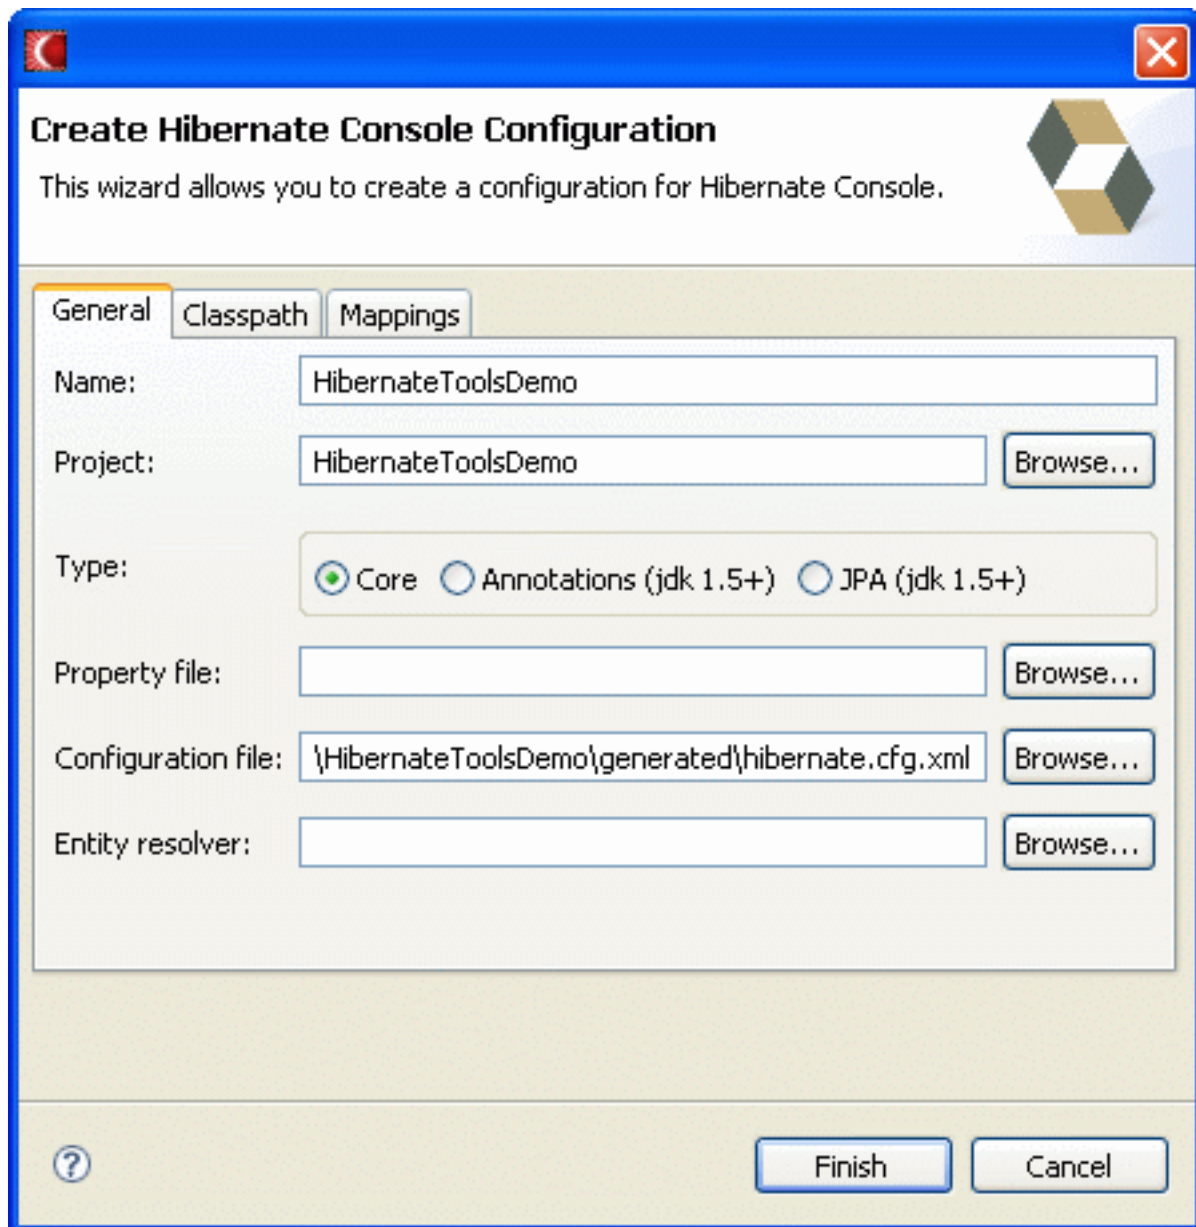 Create Hibernate Console Configuration
This wizard allows you to create a configuration for Hibernate Console.
General Classpath Mappings
Name: HibernateToolsDemo
Project: HibernateToolsDemo Browse...
Type: Core Annotations (jdk 1.5+) JPA (jdk 1.5+)
Property file: Browse...
Configuration file: \HibernateToolsDemo\generated\hibernate.cfg.xml Browse...
Entity resolver: Browse...
? Finish Cancel